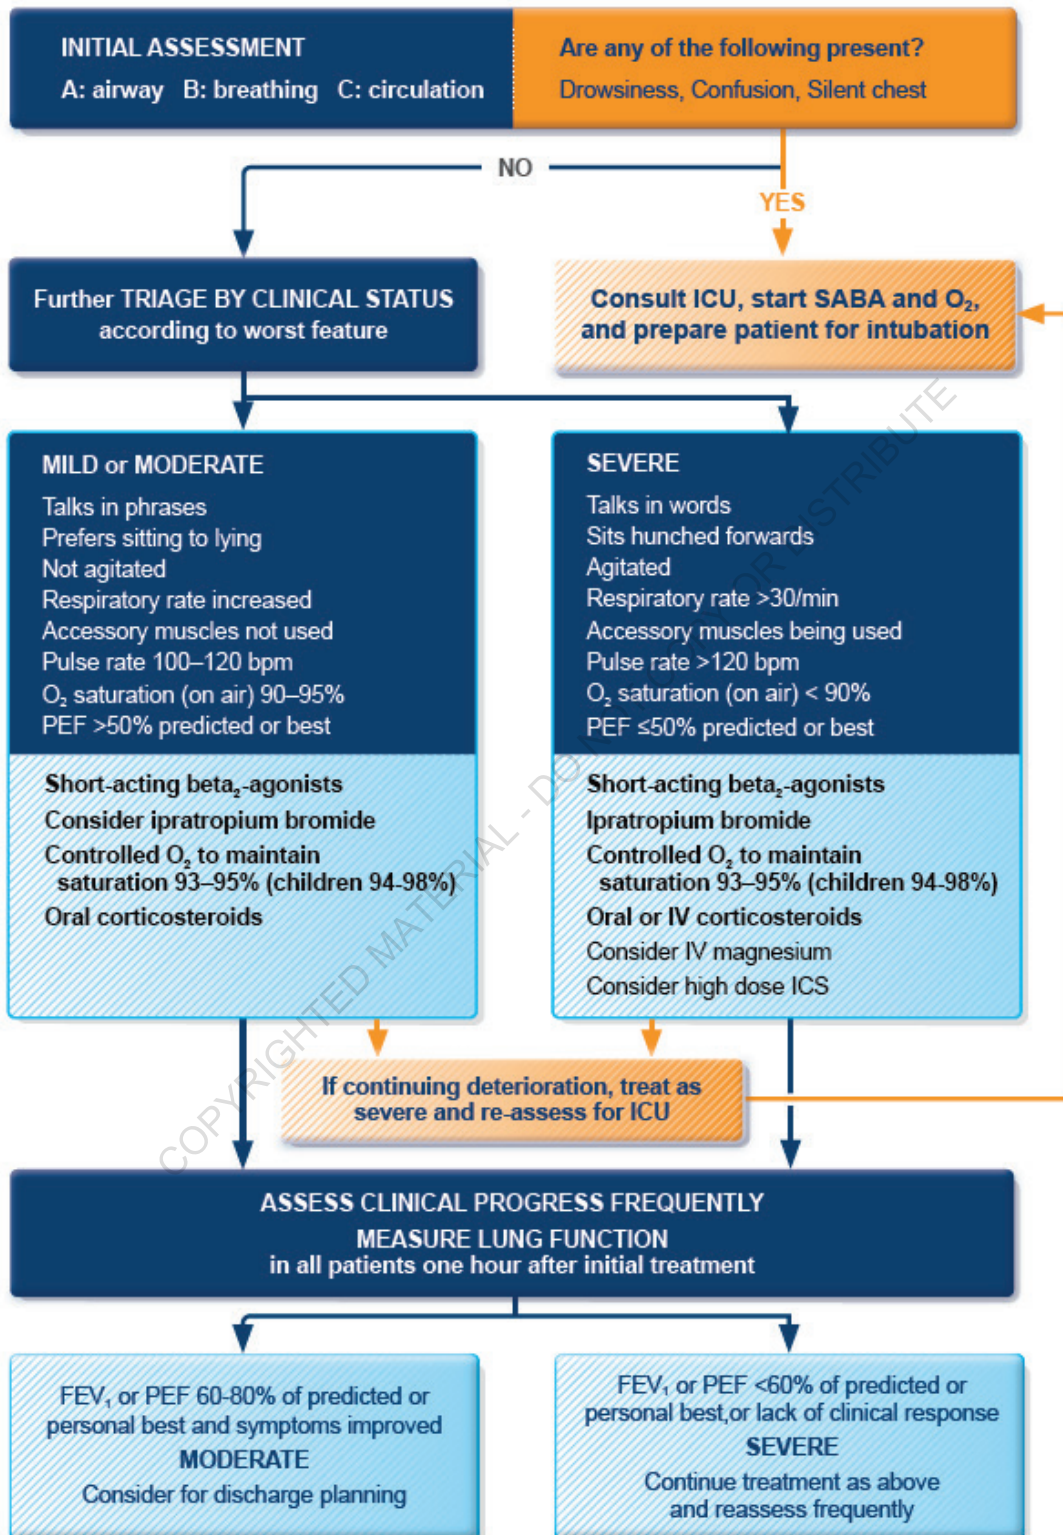 INITIAL ASSESSMENT
A: airway B: breathing C: circulation
Are any of the following present?
Drowsiness, Confusion, Silent chest
NO
YES
Further TRIAGE BY CLINICAL STATUS
according to worst feature
Consult ICU, start SABA and O₂,
and prepare patient for intubation
MILD or MODERATE
Talks in phrases
Prefers sitting to lying
Not agitated
Respiratory rate increased
Accessory muscles not used
Pulse rate 100–120 bpm
O₂ saturation (on air) 90–95%
PEF >50% predicted or best
SEVERE
Talks in words
Sits hunched forwards
Agitated
Respiratory rate >30/min
Accessory muscles being used
Pulse rate >120 bpm
O₂ saturation (on air) < 90%
PEF ≤50% predicted or best
Short-acting beta₂-agonists
Consider ipratropium bromide
Controlled O₂ to maintain
saturation 93–95% (children 94-98%)
Oral corticosteroids
Short-acting beta₂-agonists
Ipratropium bromide
Controlled O₂ to maintain
saturation 93–95% (children 94-98%)
Oral or IV corticosteroids
Consider IV magnesium
Consider high dose ICS
If continuing deterioration, treat as
severe and re-assess for ICU
ASSESS CLINICAL PROGRESS FREQUENTLY
MEASURE LUNG FUNCTION
in all patients one hour after initial treatment
FEV₁ or PEF 60-80% of predicted or
personal best and symptoms improved
MODERATE
Consider for discharge planning
FEV₁ or PEF <60% of predicted or
personal best,or lack of clinical response
SEVERE
Continue treatment as above
and reassess frequently
COPYRIGHTED MATERIAL - DO NOT COPY OR DISTRIBUTE